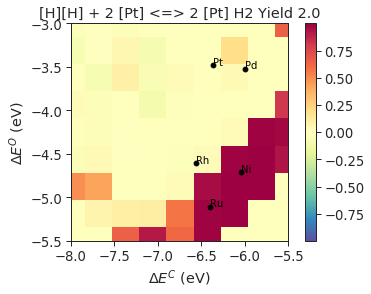 [H][H] + 2 [Pt] <=> 2 [Pt] H2 Yield 2.0
−3.0
−3.5
−4.0
−4.5
−5.0
−5.5
ΔE^O (eV)
Pt
Pd
Rh
Ni
Ru
−8.0 −7.5 −7.0 −6.5 −6.0 −5.5
ΔE^C (eV)
0.75
0.50
0.25
0.00
−0.25
−0.50
−0.75